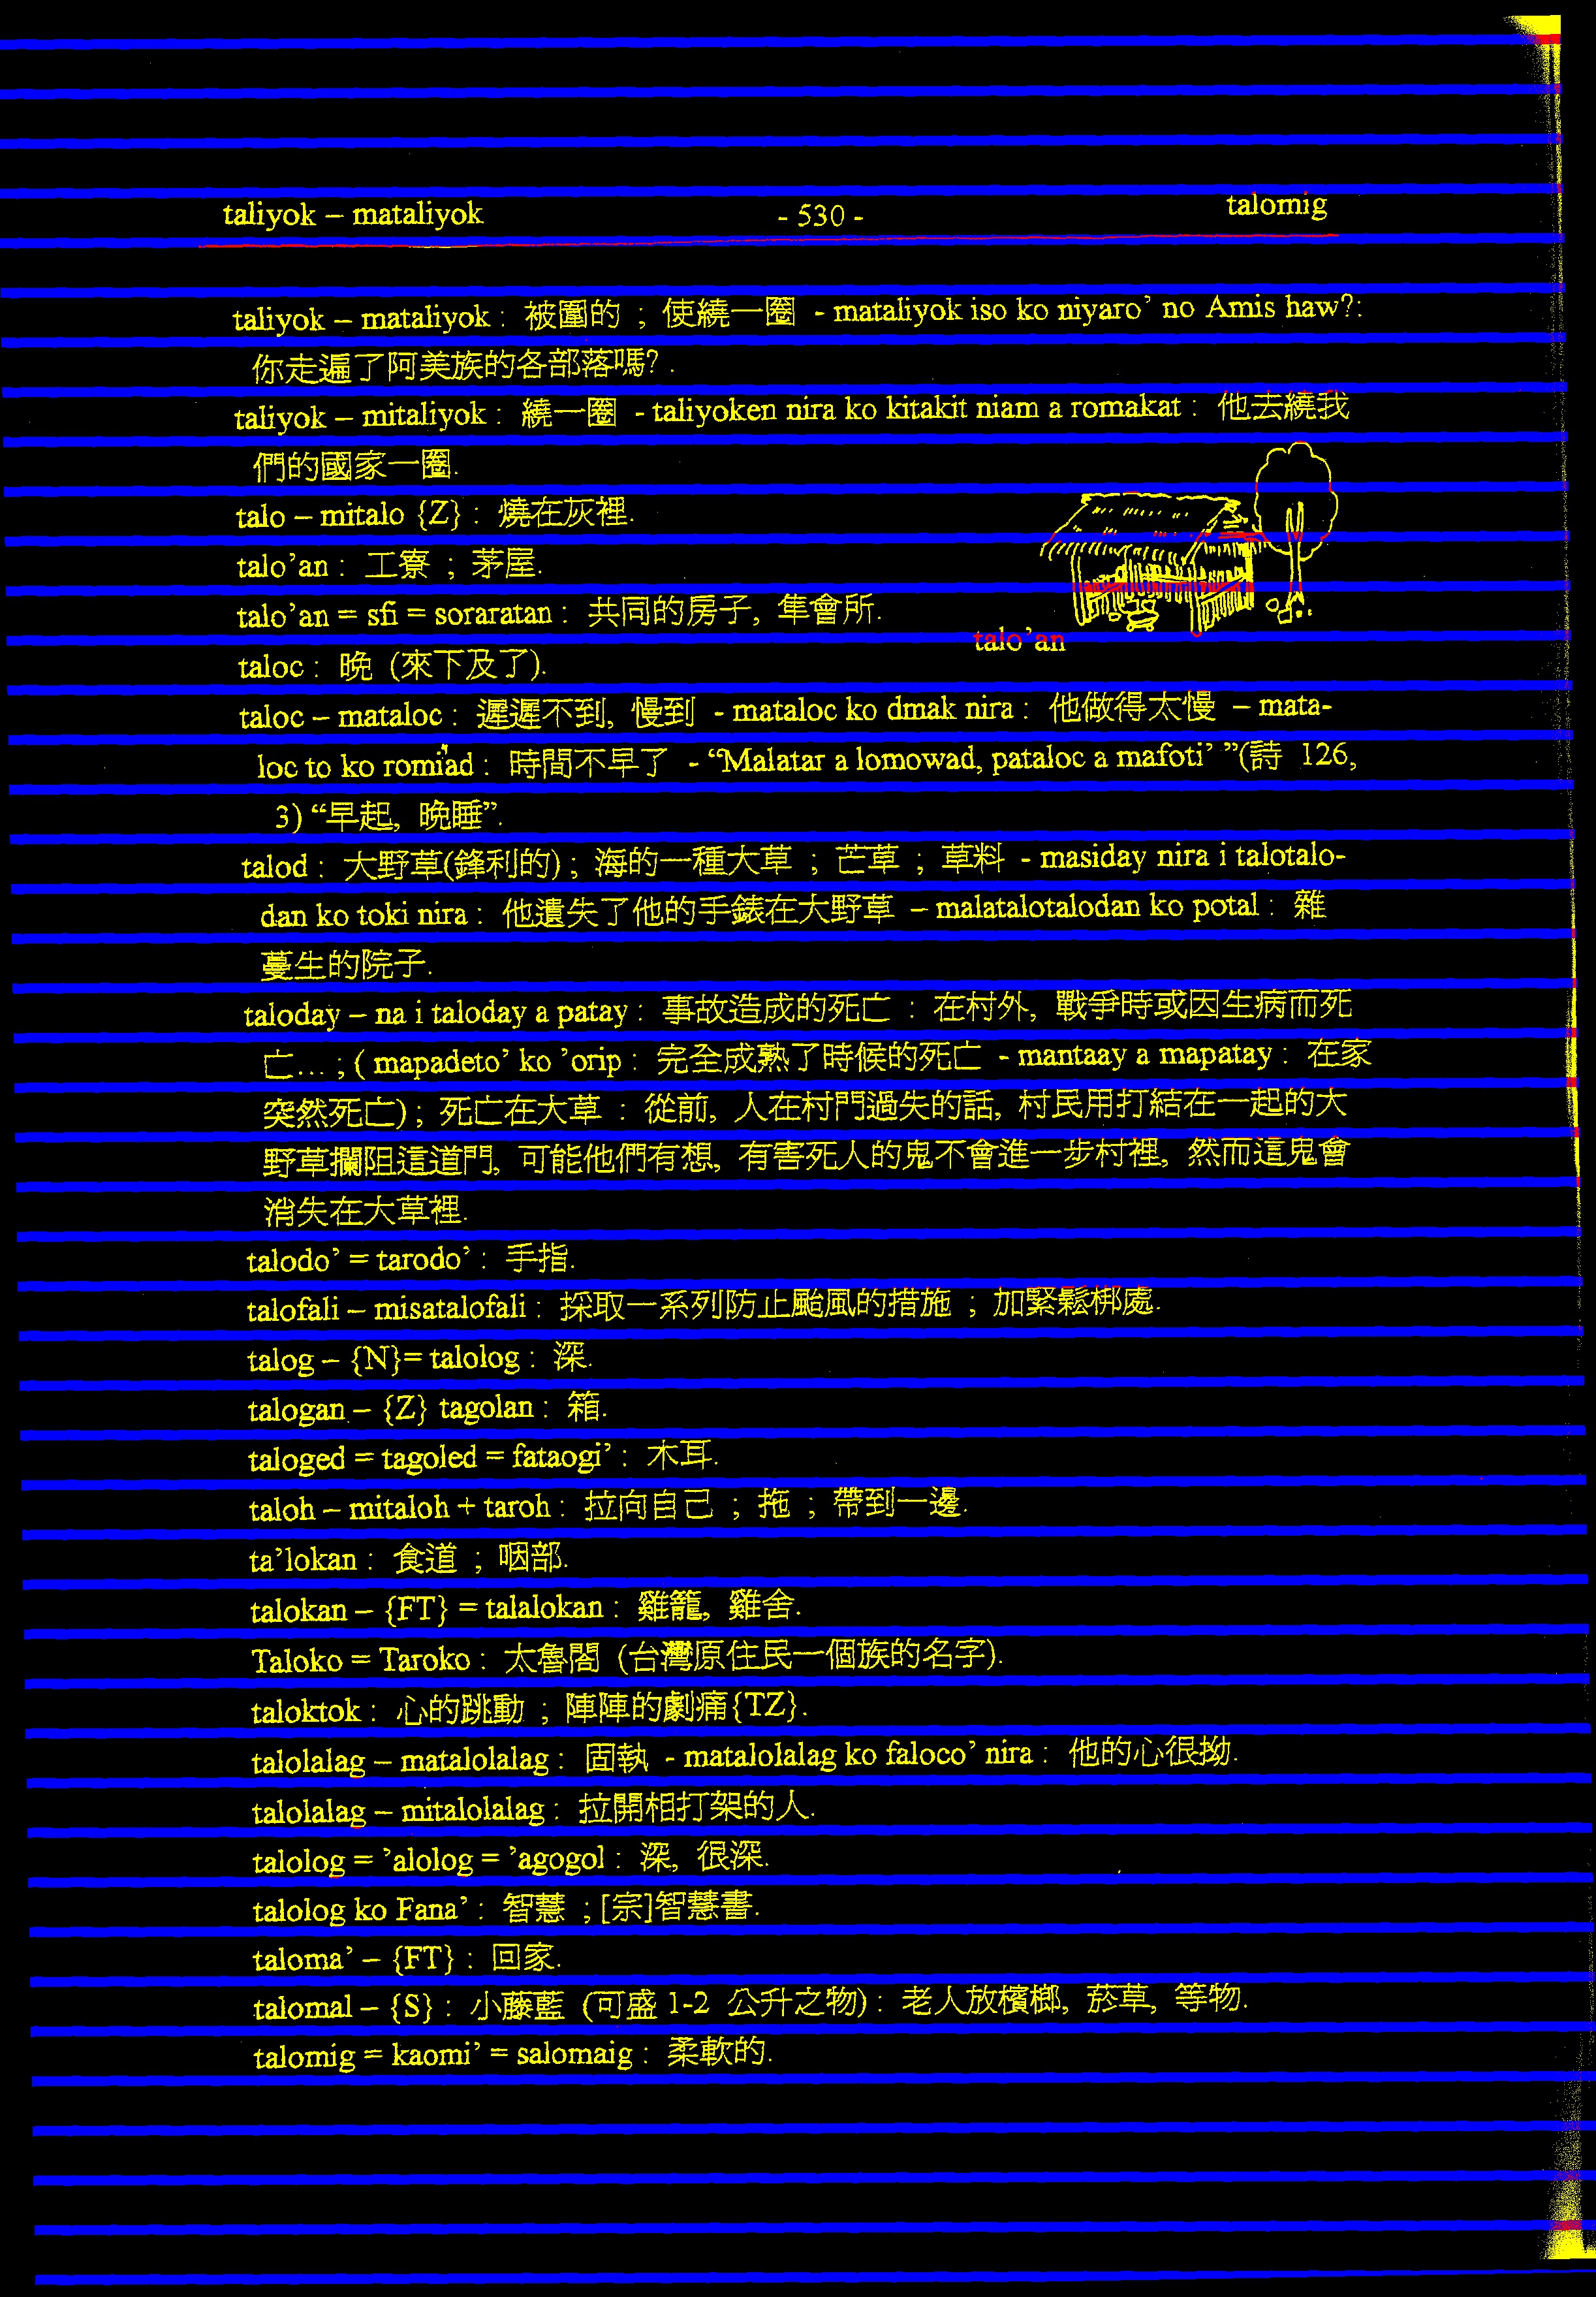 taliyok – mataliyok - 530 - talomig
taliyok – mataliyok : 被圍的 ; 使繞一圈 - mataliyok iso ko niyaro’ no Amis haw?:
你走遍了阿美族的各部落嗎? .
taliyok – mitaliyok : 繞一圈 - taliyoken nira ko kitakit niam a romakat : 他去繞我
們的國家一圈.
talo – mitalo {Z} : 燒在灰裡.
talo’an : 工寮 ; 茅屋.
talo’an = sfi = soraratan : 共同的房子, 隼會所.
talo’an
taloc : 晚 (來下及了).
taloc – mataloc : 遲遲不到, 慢到 - mataloc ko dmak nira : 他做得太慢 – mata-
loc to ko romi’ad : 時間不早了 - “Malatar a lomowad, pataloc a mafoti’ ”(詩 126,
3) “早起, 晚睡”.
talod : 大野草(鋒利的) ; 海的一種大草 ; 芒草 ; 草料 - masiday nira i talotalo-
dan ko toki nira : 他遺失了他的手錶在大野草 – malatalotalodan ko potal : 雜
蔓生的院子.
taloday – na i taloday a patay : 事故造成的死亡 : 在村外, 戰爭時或因生病而死
亡... ; ( mapadeto’ ko ’orip : 完全成熟了時候的死亡 - mantaay a mapatay : 在家
突然死亡) ; 死亡在大草 : 從前, 人在村門過失的話, 村民用打結在一起的大
野草攔阻這道門, 可能他們有想, 有害死人的鬼不會進一步村裡, 然而這鬼會
消失在大草裡.
talodo’ = tarodo’ : 手指.
talofali – misatalofali : 採取一系列防止颱風的措施 ; 加緊鬆梆處.
talog – {N}= talolog : 深.
talogan – {Z} tagolan : 箱.
taloged = tagoled = fataogi’ : 木耳.
taloh – mitaloh + taroh : 拉向自己 ; 拖 ; 帶到一邊.
ta’lokan : 食道 ; 咽部.
talokan – {FT} = talalokan : 雞籠, 雞舍.
Taloko = Taroko : 太魯閣 (台灣原住民一個族的名字).
taloktok : 心的跳動 ; 陣陣的劇痛{TZ}.
talolalag – matalolalag : 固執 - matalolalag ko faloco’ nira : 他的心很拗.
talolalag – mitalolalag : 拉開相打架的人.
talolog = ’alolog = ’agogol : 深, 很深.
talolog ko Fana’ : 智慧 ; [宗]智慧書.
taloma’ – {FT} : 回家.
talomal – {S} : 小藤藍 (可盛 1-2 公升之物) : 老人放檳榔, 菸草, 等物.
talomig = kaomi’ = salomaig : 柔軟的.